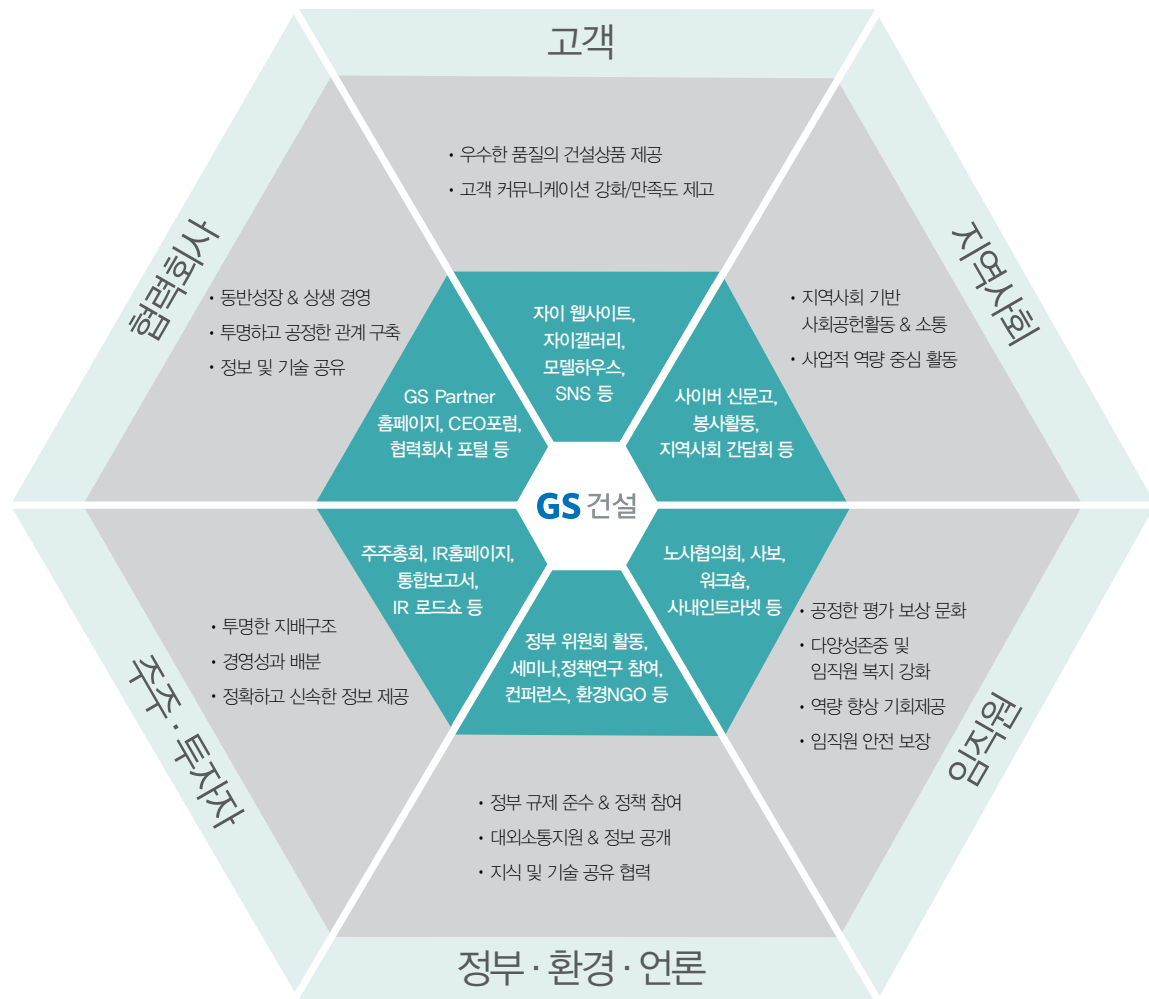 고객
• 우수한 품질의 건설상품 제공
• 고객 커뮤니케이션 강화/만족도 제고
자이 웹사이트,
자이갤러리,
모델하우스,
SNS 등
지역사회
• 지역사회 기반
사회공헌활동 & 소통
• 사업적 역량 중심 활동
사이버 신문고,
봉사활동,
지역사회 간담회 등
임직원
• 공정한 평가 보상 문화
• 다양성존중 및
임직원 복지 강화
• 역량 향상 기회제공
• 임직원 안전 보장
노사협의회, 사보,
워크숍,
사내인트라넷 등
정부 · 환경 · 언론
• 정부 규제 준수 & 정책 참여
• 대외소통지원 & 정보 공개
• 지식 및 기술 공유 협력
정부 위원회 활동,
세미나,정책연구 참여,
컨퍼런스, 환경NGO 등
주주 · 투자자
• 투명한 지배구조
• 경영성과 배분
• 정확하고 신속한 정보 제공
주주총회, IR홈페이지,
통합보고서,
IR 로드쇼 등
협력회사
• 동반성장 & 상생 경영
• 투명하고 공정한 관계 구축
• 정보 및 기술 공유
GS Partner
홈페이지, CEO포럼,
협력회사 포털 등
GS 건설